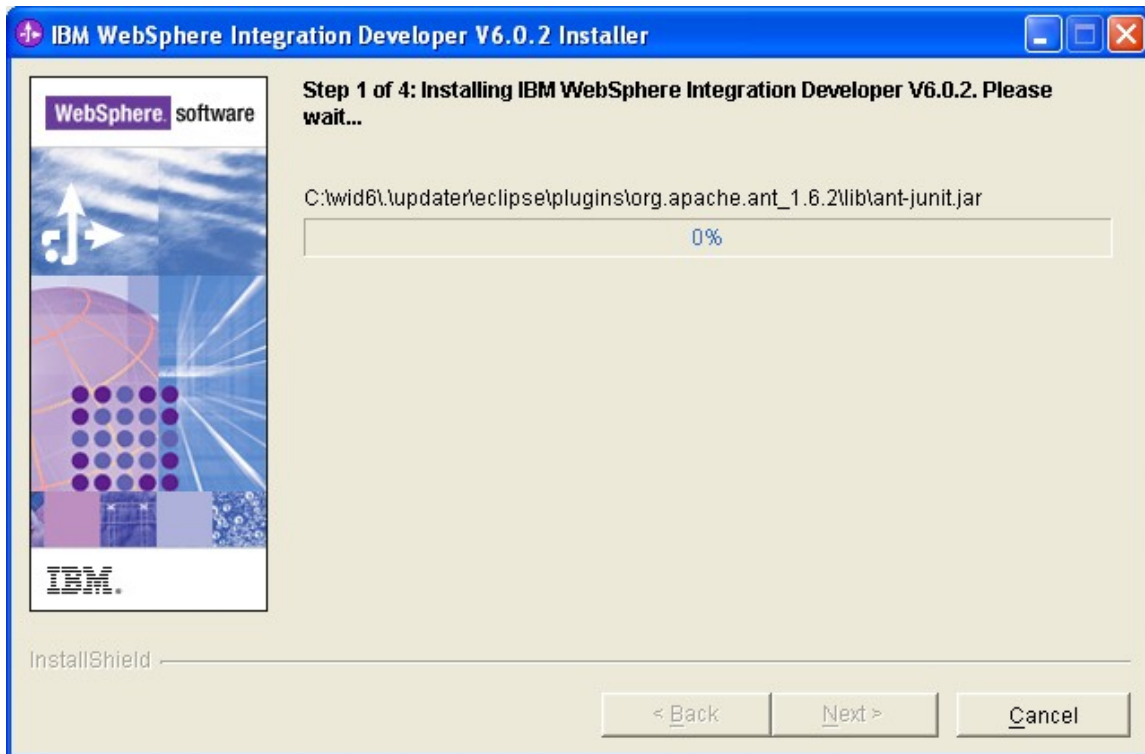 IBM WebSphere Integration Developer V6.0.2 Installer
WebSphere. software
Step 1 of 4: Installing IBM WebSphere Integration Developer V6.0.2. Please
wait...
C:\wid6\.\updater\eclipse\plugins\org.apache.ant_1.6.2\lib\ant-junit.jar
0%
IBM.
InstallShield
< Back
Next >
Cancel